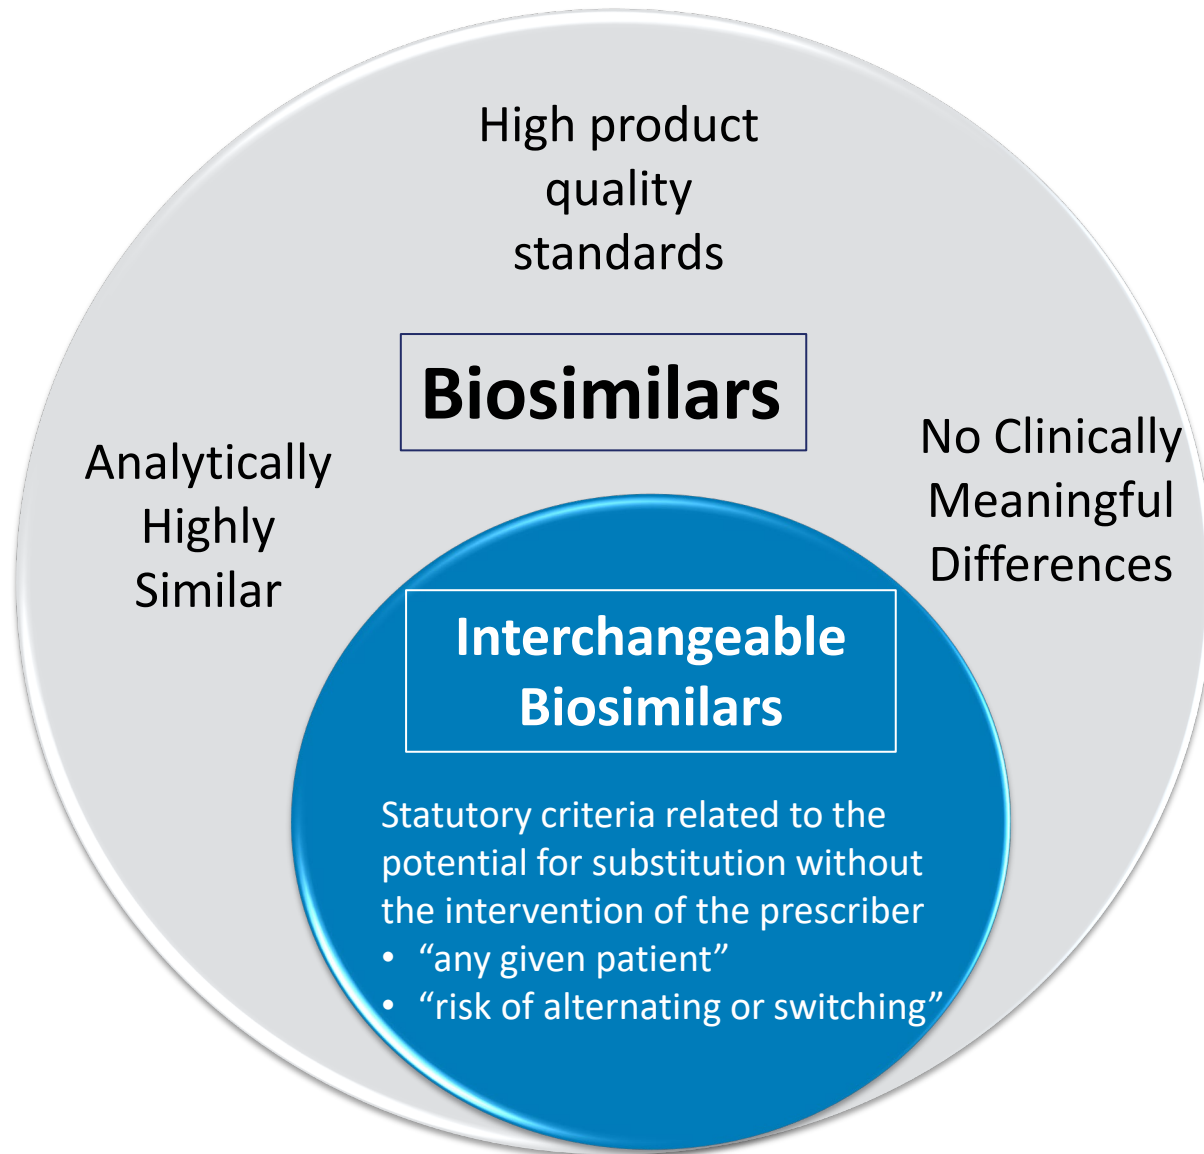 High product
quality
standards
Biosimilars
Analytically
Highly
Similar
No Clinically
Meaningful
Differences
Interchangeable
Biosimilars
Statutory criteria related to the
potential for substitution without
the intervention of the prescriber
• “any given patient”
• “risk of alternating or switching”